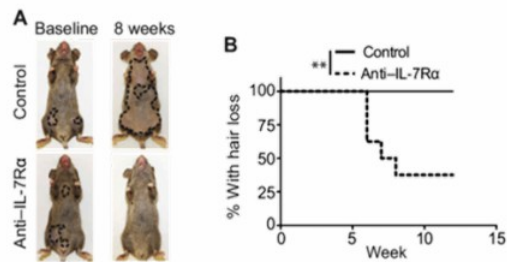 A
Baseline 8 weeks
Control
Anti–IL-7Rα
B
** Control
Anti–IL-7Rα
% With hair loss
100
75
50
25
0
0 5 10 15
Week